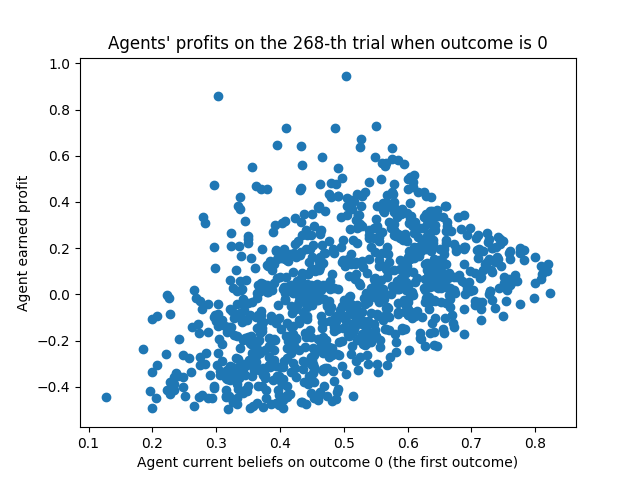 Agents' profits on the 268-th trial when outcome is 0
1.0
0.8
0.6
0.4
0.2
0.0
−0.2
−0.4
Agent earned profit
0.1 0.2 0.3 0.4 0.5 0.6 0.7 0.8
Agent current beliefs on outcome 0 (the first outcome)